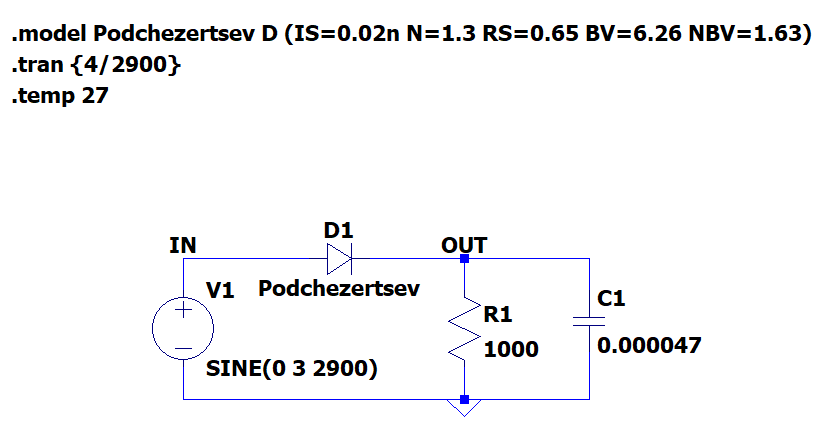 .model Podchezertsev D (IS=0.02n N=1.3 RS=0.65 BV=6.26 NBV=1.63)
.tran {4/2900}
.temp 27
D1
IN
OUT
V1
Podchezertsev
C1
R1
1000
0.000047
SINE(0 3 2900)